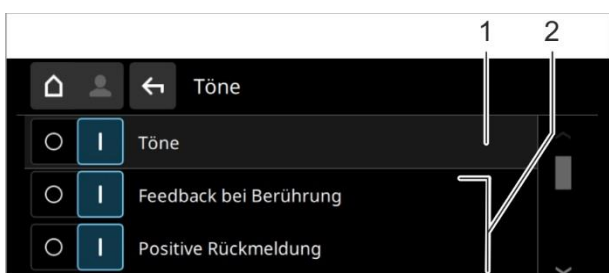 1 2
Töne
Töne
Feedback bei Berührung
Positive Rückmeldung